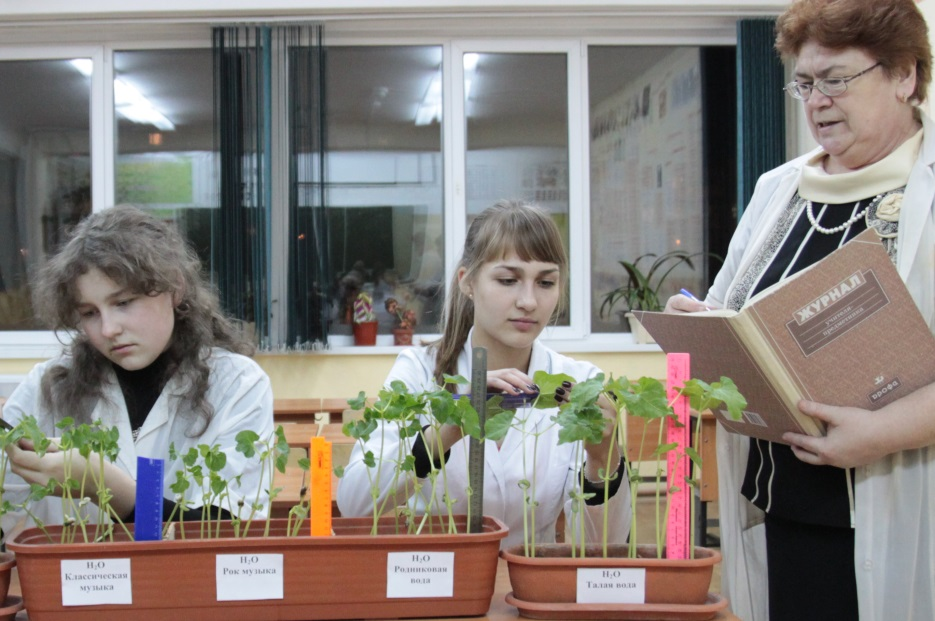 ЖУРНАЛ
дрофа
H₂O
Классическая
музыка
H₂O
Рок музыка
H₂O
Родниковая
вода
H₂O
Талая вода